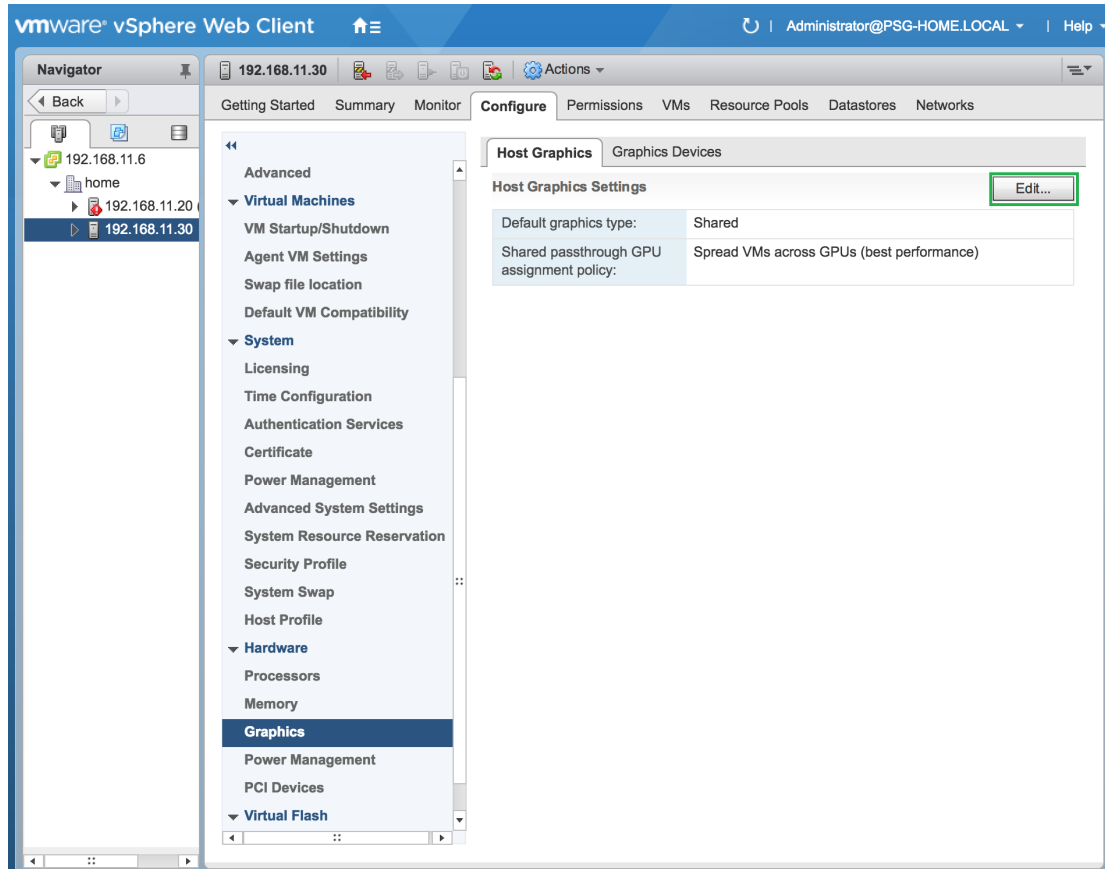 vmware® vSphere Web Client
Administrator@PSG-HOME.LOCAL
Help
Navigator
192.168.11.30
Actions
Back
Getting Started
Summary
Monitor
Configure
Permissions
VMs
Resource Pools
Datastores
Networks
192.168.11.6
home
192.168.11.20 (
192.168.11.30
Advanced
Virtual Machines
VM Startup/Shutdown
Agent VM Settings
Swap file location
Default VM Compatibility
System
Licensing
Time Configuration
Authentication Services
Certificate
Power Management
Advanced System Settings
System Resource Reservation
Security Profile
System Swap
Host Profile
Hardware
Processors
Memory
Graphics
Power Management
PCI Devices
Virtual Flash
Host Graphics
Graphics Devices
Host Graphics Settings
Edit...
Default graphics type:
Shared
Shared passthrough GPU
assignment policy:
Spread VMs across GPUs (best performance)